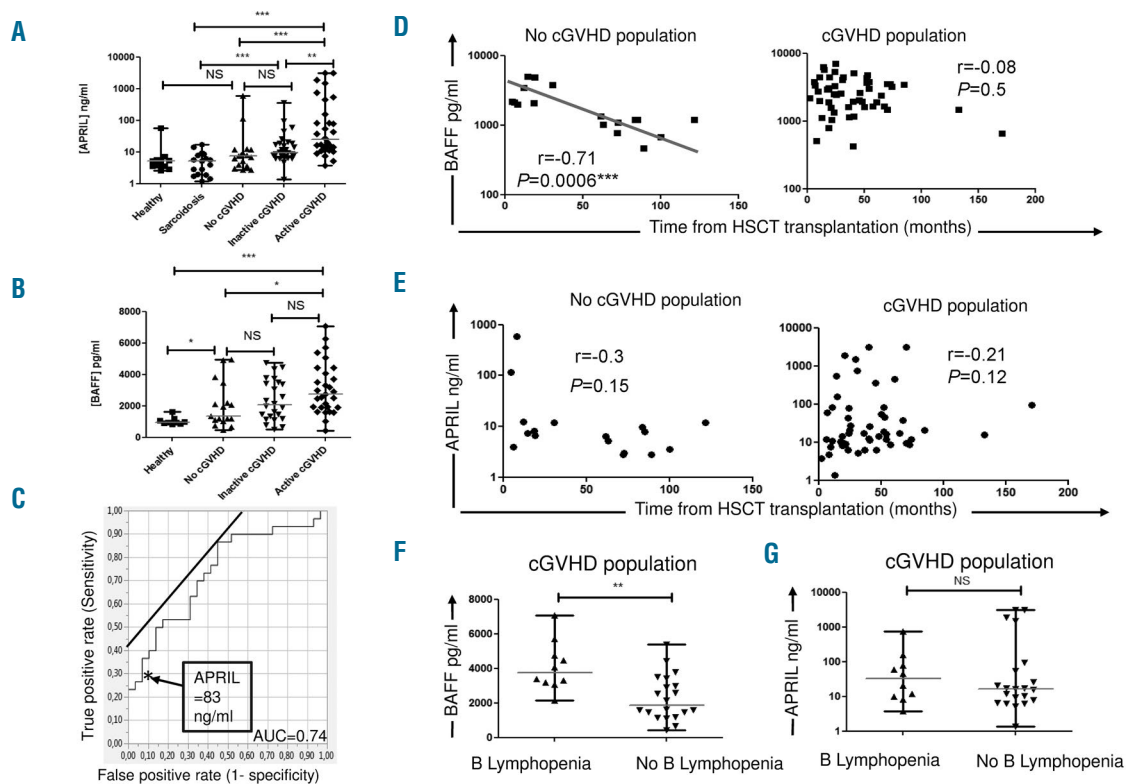 A
***
***
***
**
NS
NS
[APRIL] ng/ml
10000
1000
100
10
1
Healthy
Sarcoidosis
No cGVHD
Inactive cGVHD
Active cGVHD
B
***
*
NS
*
NS
[BAFF] pg/ml
8000
6000
4000
2000
0
Healthy
No cGVHD
Inactive cGVHD
Active cGVHD
C
True positive rate (Sensitivity)
1,00
0,90
0,80
0,70
0,60
0,50
0,40
0,30
0,20
0,10
0,00
*
APRIL
=83
ng/ml
AUC=0.74
0,00 0,10 0,20 0,30 0,40 0,50 0,60 0,70 0,80 0,90 1,00
False positive rate (1- specificity)
D
No cGVHD population
BAFF pg/ml
10000
1000
100
r=-0.71
P=0.0006***
0 50 100 150
cGVHD population
10000
1000
100
r=-0.08
P=0.5
0 50 100 150 200
Time from HSCT transplantation (months)
E
No cGVHD population
APRIL ng/ml
1000
100
10
1
r=-0.3
P=0.15
0 50 100 150
cGVHD population
10000
1000
100
10
1
r=-0.21
P=0.12
0 50 100 150 200
Time from HSCT transplantation (months)
F
cGVHD population
**
BAFF pg/ml
8000
6000
4000
2000
0
B Lymphopenia No B Lymphopenia
G
cGVHD population
NS
APRIL ng/ml
10000
1000
100
10
1
B Lymphopenia No B Lymphopenia